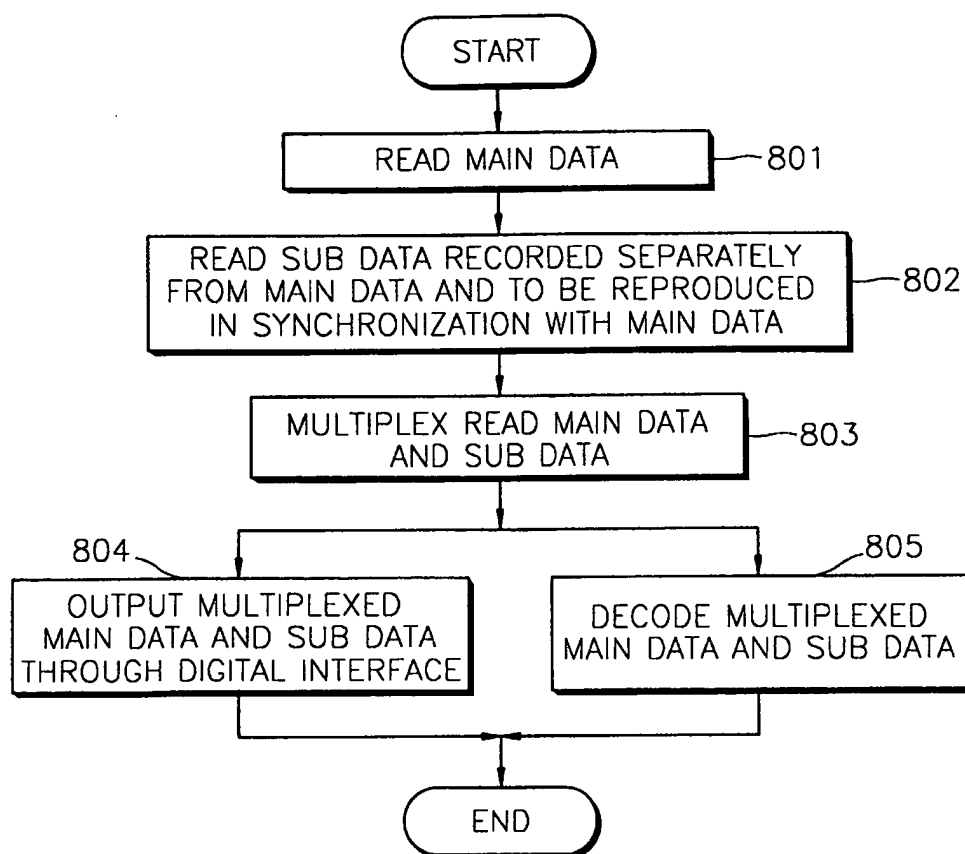 START
READ MAIN DATA
801
READ SUB DATA RECORDED SEPARATELY
FROM MAIN DATA AND TO BE REPRODUCED
IN SYNCHRONIZATION WITH MAIN DATA
802
MULTIPLEX READ MAIN DATA
AND SUB DATA
803
804
OUTPUT MULTIPLEXED
MAIN DATA AND SUB DATA
THROUGH DIGITAL INTERFACE
805
DECODE MULTIPLEXED
MAIN DATA AND SUB DATA
END